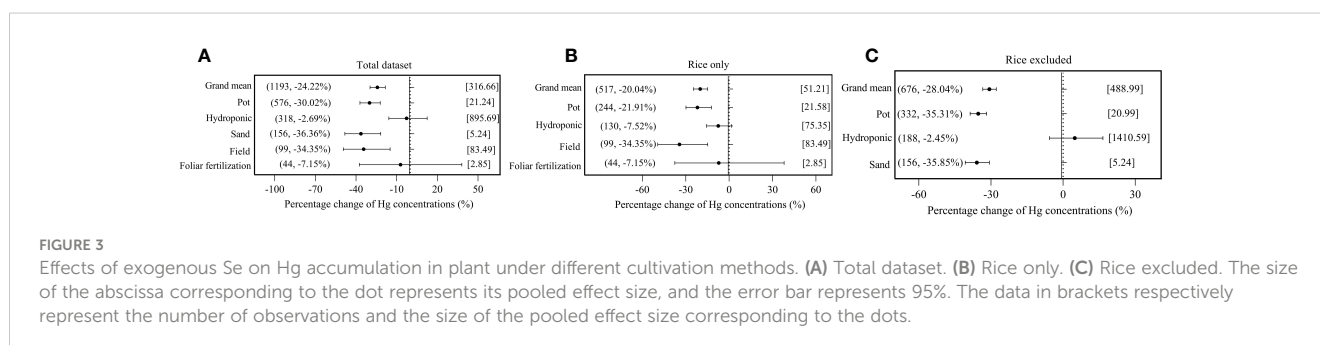 A
Total dataset
Grand mean (1193, -24.22%) [316.66]
Pot (576, -30.02%) [21.24]
Hydroponic (318, -2.69%) [895.69]
Sand (156, -36.36%) [5.24]
Field (99, -34.35%) [83.49]
Foliar fertilization (44, -7.15%) [2.85]
-100 -70 -40 -10 20 50
Percentage change of Hg concentrations (%)
B
Rice only
Grand mean (517, -20.04%) [51.21]
Pot (244, -21.91%) [21.58]
Hydroponic (130, -7.52%) [75.35]
Field (99, -34.35%) [83.49]
Foliar fertilization (44, -7.15%) [2.85]
-90 -60 -30 0 30 60
Percentage change of Hg concentrations (%)
C
Rice excluded
Grand mean (676, -28.04%) [488.99]
Pot (332, -35.31%) [20.99]
Hydroponic (188, -2.45%) [1410.59]
Sand (156, -35.85%) [5.24]
-60 -30 0 30
Percentage change of Hg concentrations (%)
FIGURE 3
Effects of exogenous Se on Hg accumulation in plant under different cultivation methods. (A) Total dataset. (B) Rice only. (C) Rice excluded. The size
of the abscissa corresponding to the dot represents its pooled effect size, and the error bar represents 95%. The data in brackets respectively
represent the number of observations and the size of the pooled effect size corresponding to the dots.